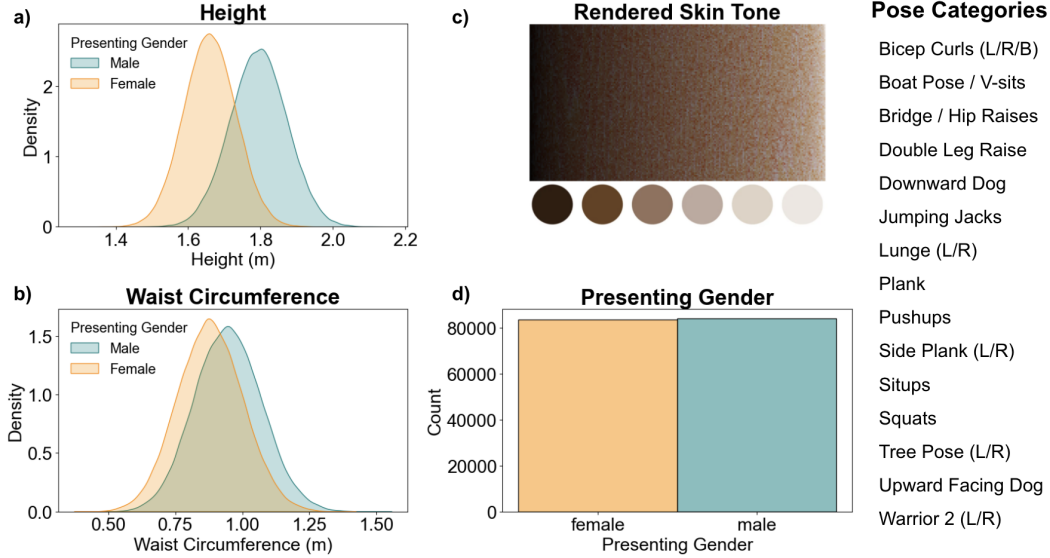 a)
Height
Presenting Gender
Male
Female
Density
2
1
0
1.4 1.6 1.8 2.0 2.2
Height (m)
b)
Waist Circumference
Presenting Gender
Male
Female
Density
1.5
1.0
0.5
0.0
0.50 0.75 1.00 1.25 1.50
Waist Circumference (m)
c)
Rendered Skin Tone
d)
Presenting Gender
Count
80000
60000
40000
20000
0
female male
Presenting Gender
Pose Categories
Bicep Curls (L/R/B)
Boat Pose / V-sits
Bridge / Hip Raises
Double Leg Raise
Downward Dog
Jumping Jacks
Lunge (L/R)
Plank
Pushups
Side Plank (L/R)
Situps
Squats
Tree Pose (L/R)
Upward Facing Dog
Warrior 2 (L/R)